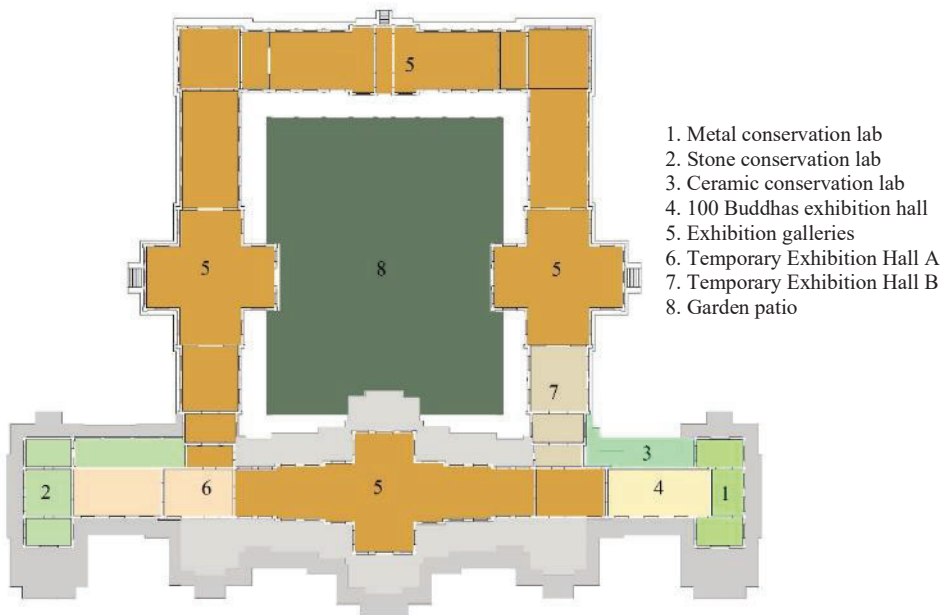 5
1. Metal conservation lab
2. Stone conservation lab
3. Ceramic conservation lab
4. 100 Buddhas exhibition hall
5. Exhibition galleries
6. Temporary Exhibition Hall A
7. Temporary Exhibition Hall B
8. Garden patio
5
8
5
7
3
2
6
5
4
1